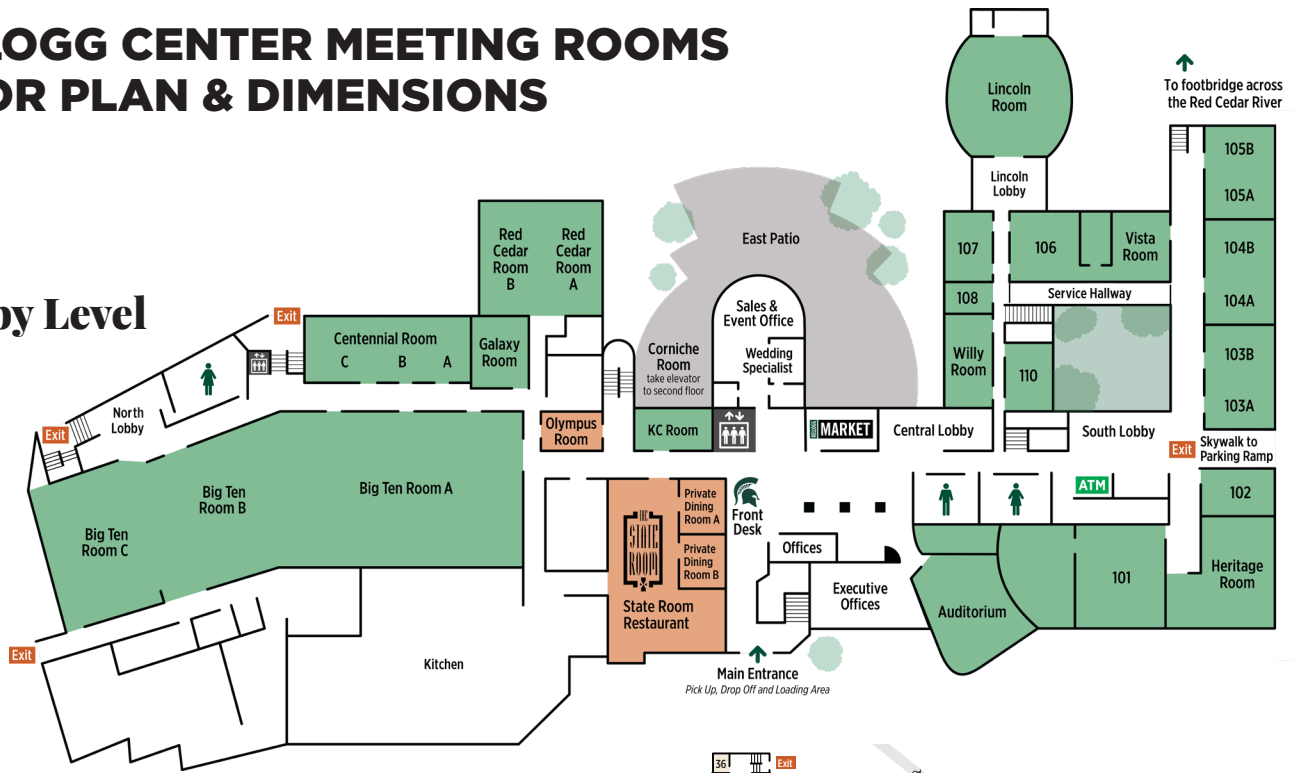 LOGG CENTER MEETING ROOMS
OR PLAN & DIMENSIONS
by Level
To footbridge across
the Red Cedar River
Lincoln
Room
Lincoln
Lobby
105B
105A
107
106
Vista
Room
104B
104A
108
Service Hallway
Willy
Room
110
103B
103A
East Patio
Sales &
Event Office
Wedding
Specialist
Corniche
Room
take elevator
to second floor
Red
Cedar
Room
B
Red
Cedar
Room
A
Exit
Centennial Room
C B A
Galaxy
Room
North
Lobby
Exit
Olympus
Room
KC Room
MARKET
Central Lobby
South Lobby
Exit
Skywalk to
Parking Ramp
Big Ten
Room C
Big Ten
Room B
Big Ten Room A
THE
STATE
ROOM
State Room
Restaurant
Private
Dining
Room A
Private
Dining
Room B
Front
Desk
Offices
Executive
Offices
ATM
102
Auditorium
101
Heritage
Room
Exit
Kitchen
Main Entrance
Pick Up, Drop Off and Loading Area
36
Exit